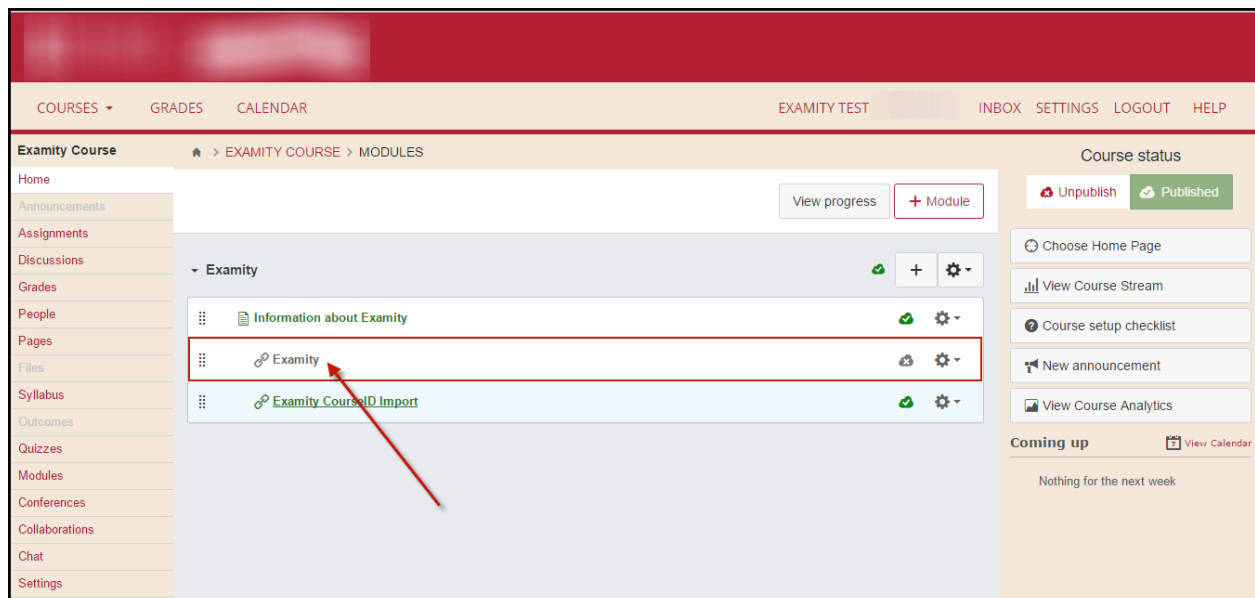 COURSES GRADES CALENDAR EXAMITY TEST INBOX SETTINGS LOGOUT HELP
Examity Course
Home
Announcements
Assignments
Discussions
Grades
People
Pages
Files
Syllabus
Outcomes
Quizzes
Modules
Conferences
Collaborations
Chat
Settings
> EXAMITY COURSE > MODULES
View progress
+ Module
Examity
Information about Examity
Examity
Examity CourseID Import
Course status
Unpublish
Published
Choose Home Page
View Course Stream
Course setup checklist
New announcement
View Course Analytics
Coming up
7 View Calendar
Nothing for the next week